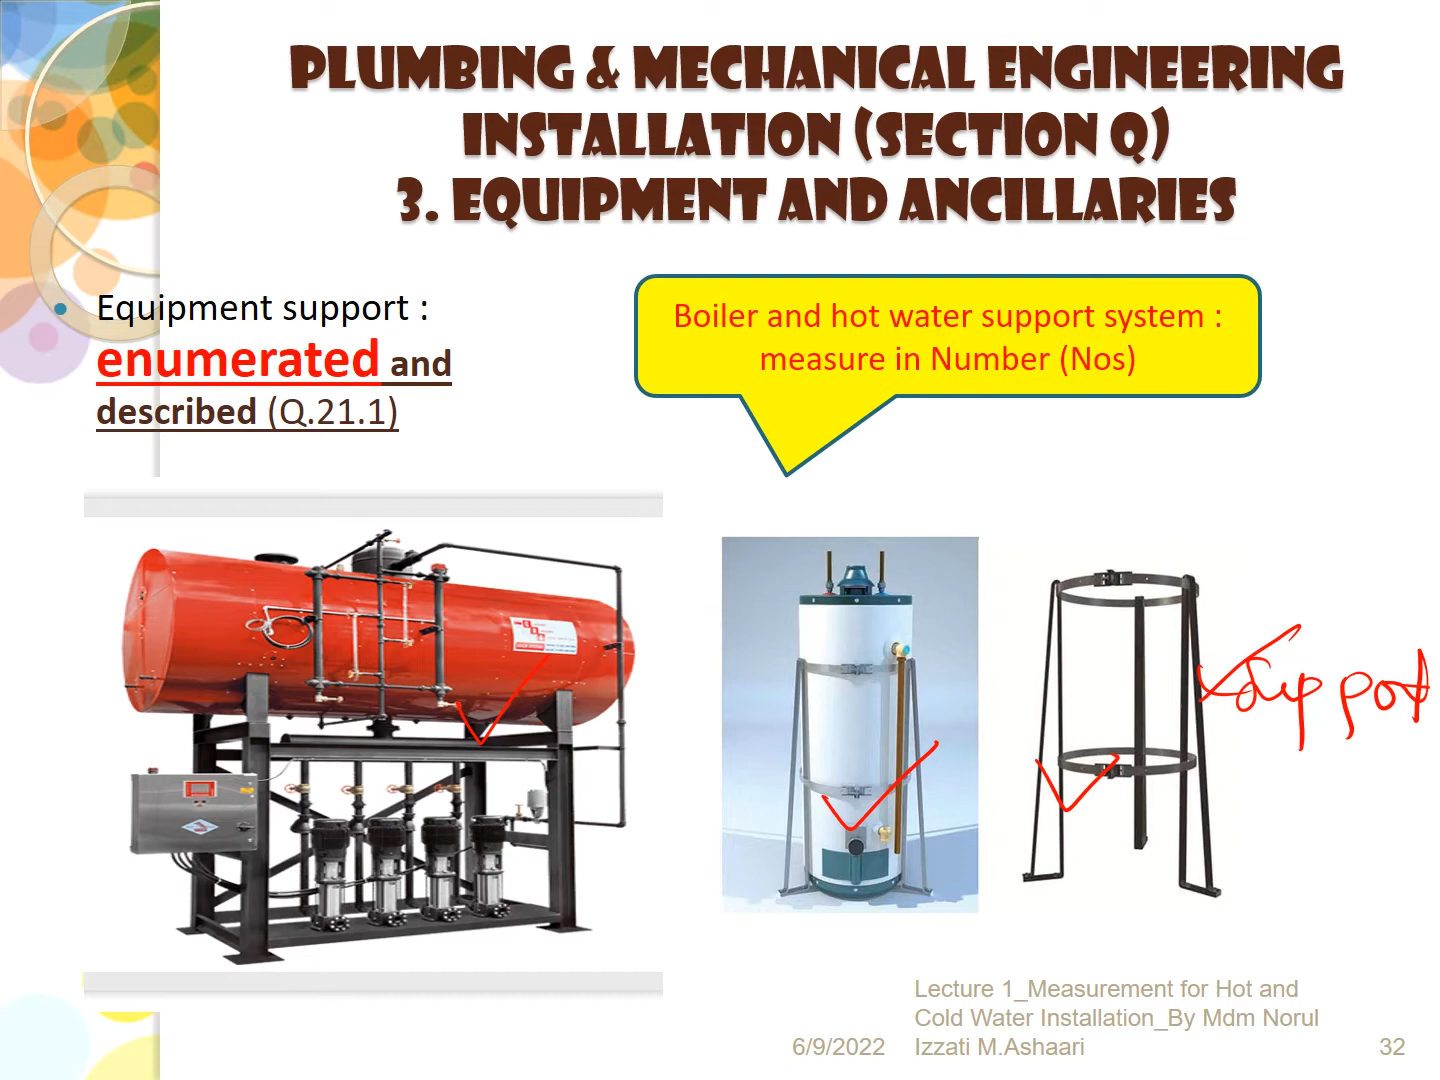 PLUMBING & MECHANICAL ENGINEERING
INSTALLATION (SECTION Q)
3. EQUIPMENT AND ANCILLARIES
Equipment support :
enumerated and
described (Q.21.1)
Boiler and hot water support system :
measure in Number (Nos)
Lecture 1_Measurement for Hot and
Cold Water Installation_By Mdm Norul
6/9/2022 Izzati M.Ashaari 32